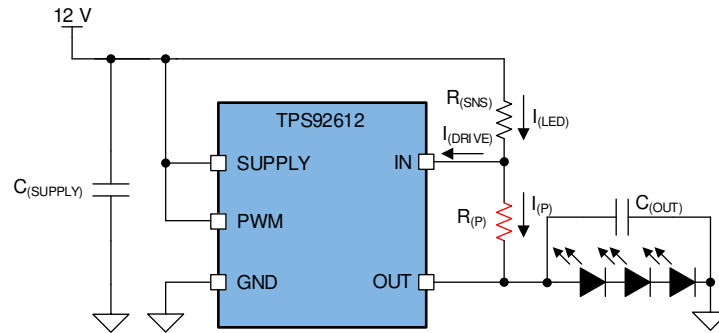 12 V
R(SNS)
I(LED)
TPS92612
I(DRIVE)
SUPPLY
IN
C(SUPPLY)
PWM
R(P)
I(P)
C(OUT)
GND
OUT